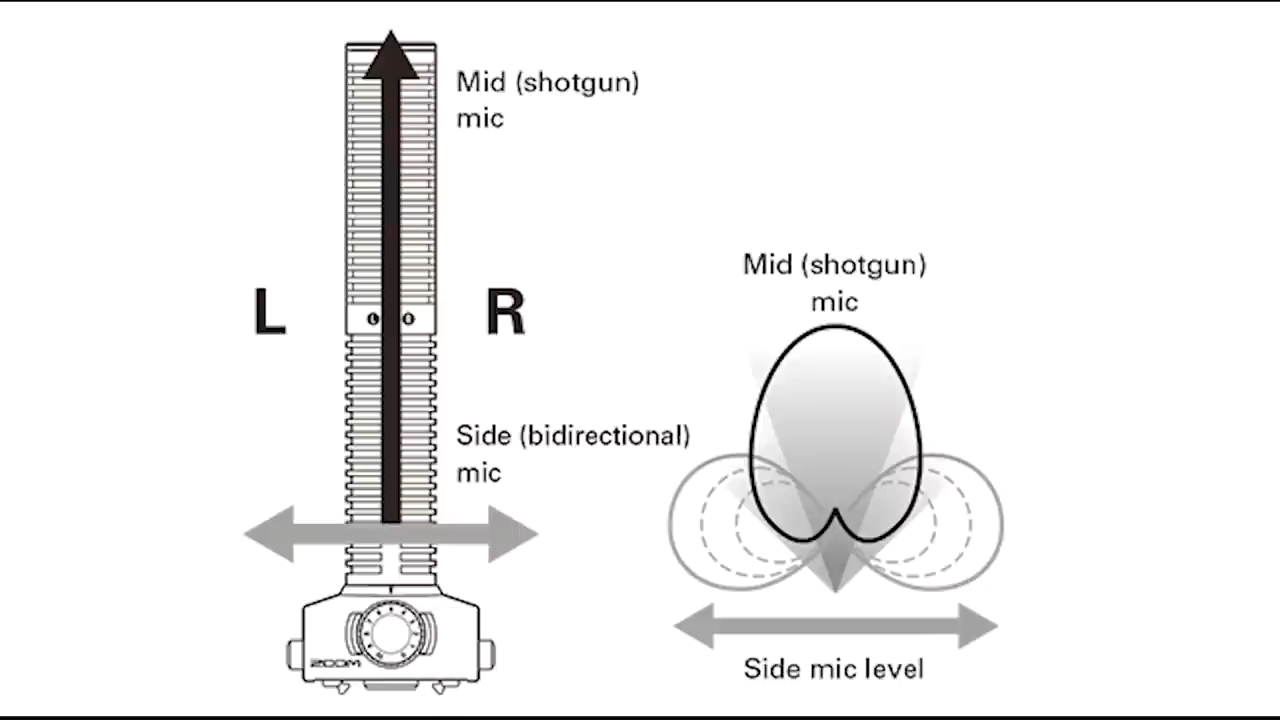 Mid (shotgun)
mic
L
R
L
R
Side (bidirectional)
mic
ZOOM
Mid (shotgun)
mic
Side mic level